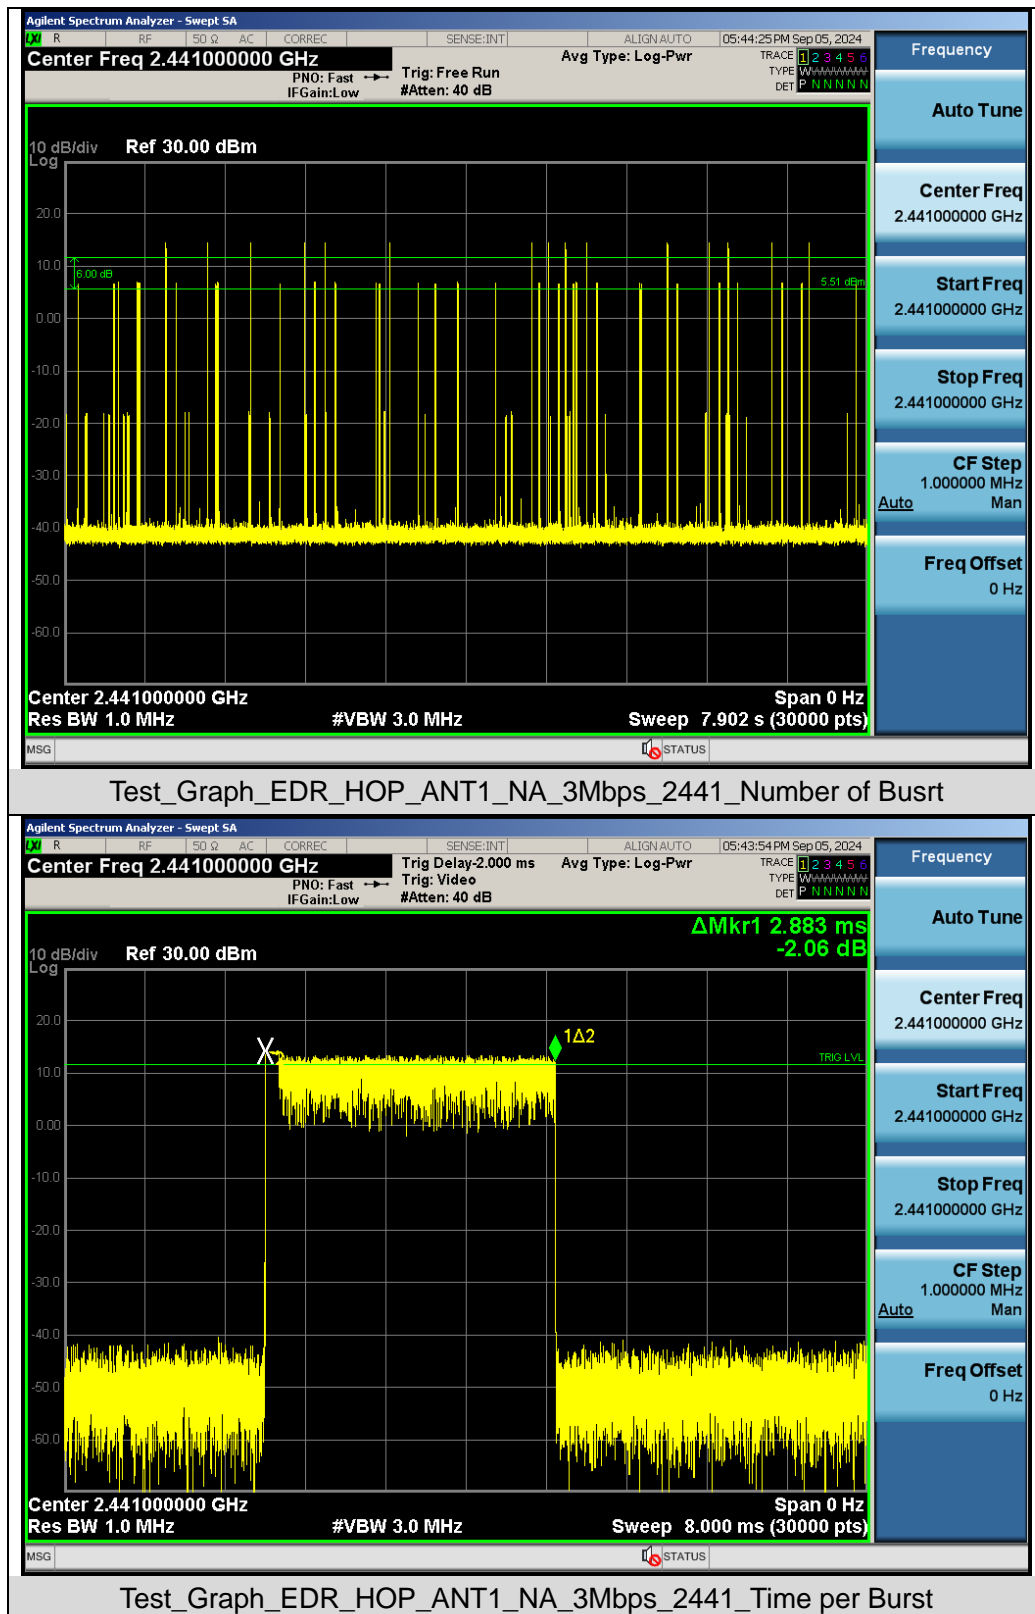 Agilent Spectrum Analyzer - Swept SA
LXI R RF 50 Ω AC CORREC SENSE:INT ALIGN AUTO 05:44:25 PM Sep 05, 2024
Center Freq 2.441000000 GHz
PNO: Fast
IFGain:Low
Trig: Free Run
#Atten: 40 dB
Avg Type: Log-Pwr
TRACE 1 2 3 4 5 6
TYPE W
DET P N N N N N
Frequency
Auto Tune
Center Freq
2.441000000 GHz
Start Freq
2.441000000 GHz
Stop Freq
2.441000000 GHz
CF Step
1.000000 MHz
Auto Man
Freq Offset
0 Hz
10 dB/div Ref 30.00 dBm
Log
20.0
10.0
0.00
-10.0
-20.0
-30.0
-40.0
-50.0
-60.0
6.00 dB
5.51 dBm
Center 2.441000000 GHz Span 0 Hz
Res BW 1.0 MHz #VBW 3.0 MHz Sweep 7.902 s (30000 pts)
MSG STATUS
Test_Graph_EDR_HOP_ANT1_NA_3Mbps_2441_Number of Busrt
Agilent Spectrum Analyzer - Swept SA
LXI R RF 50 Ω AC CORREC SENSE:INT ALIGN AUTO 05:43:54 PM Sep 05, 2024
Center Freq 2.441000000 GHz
PNO: Fast
IFGain:Low
Trig Delay-2.000 ms
Trig: Video
#Atten: 40 dB
Avg Type: Log-Pwr
TRACE 1 2 3 4 5 6
TYPE W
DET P N N N N N
Frequency
Auto Tune
Center Freq
2.441000000 GHz
Start Freq
2.441000000 GHz
Stop Freq
2.441000000 GHz
CF Step
1.000000 MHz
Auto Man
Freq Offset
0 Hz
ΔMkr1 2.883 ms
-2.06 dB
10 dB/div Ref 30.00 dBm
Log
20.0
10.0
0.00
-10.0
-20.0
-30.0
-40.0
-50.0
-60.0
1Δ2
TRIG LVL
Center 2.441000000 GHz Span 0 Hz
Res BW 1.0 MHz #VBW 3.0 MHz Sweep 8.000 ms (30000 pts)
MSG STATUS
Test_Graph_EDR_HOP_ANT1_NA_3Mbps_2441_Time per Burst